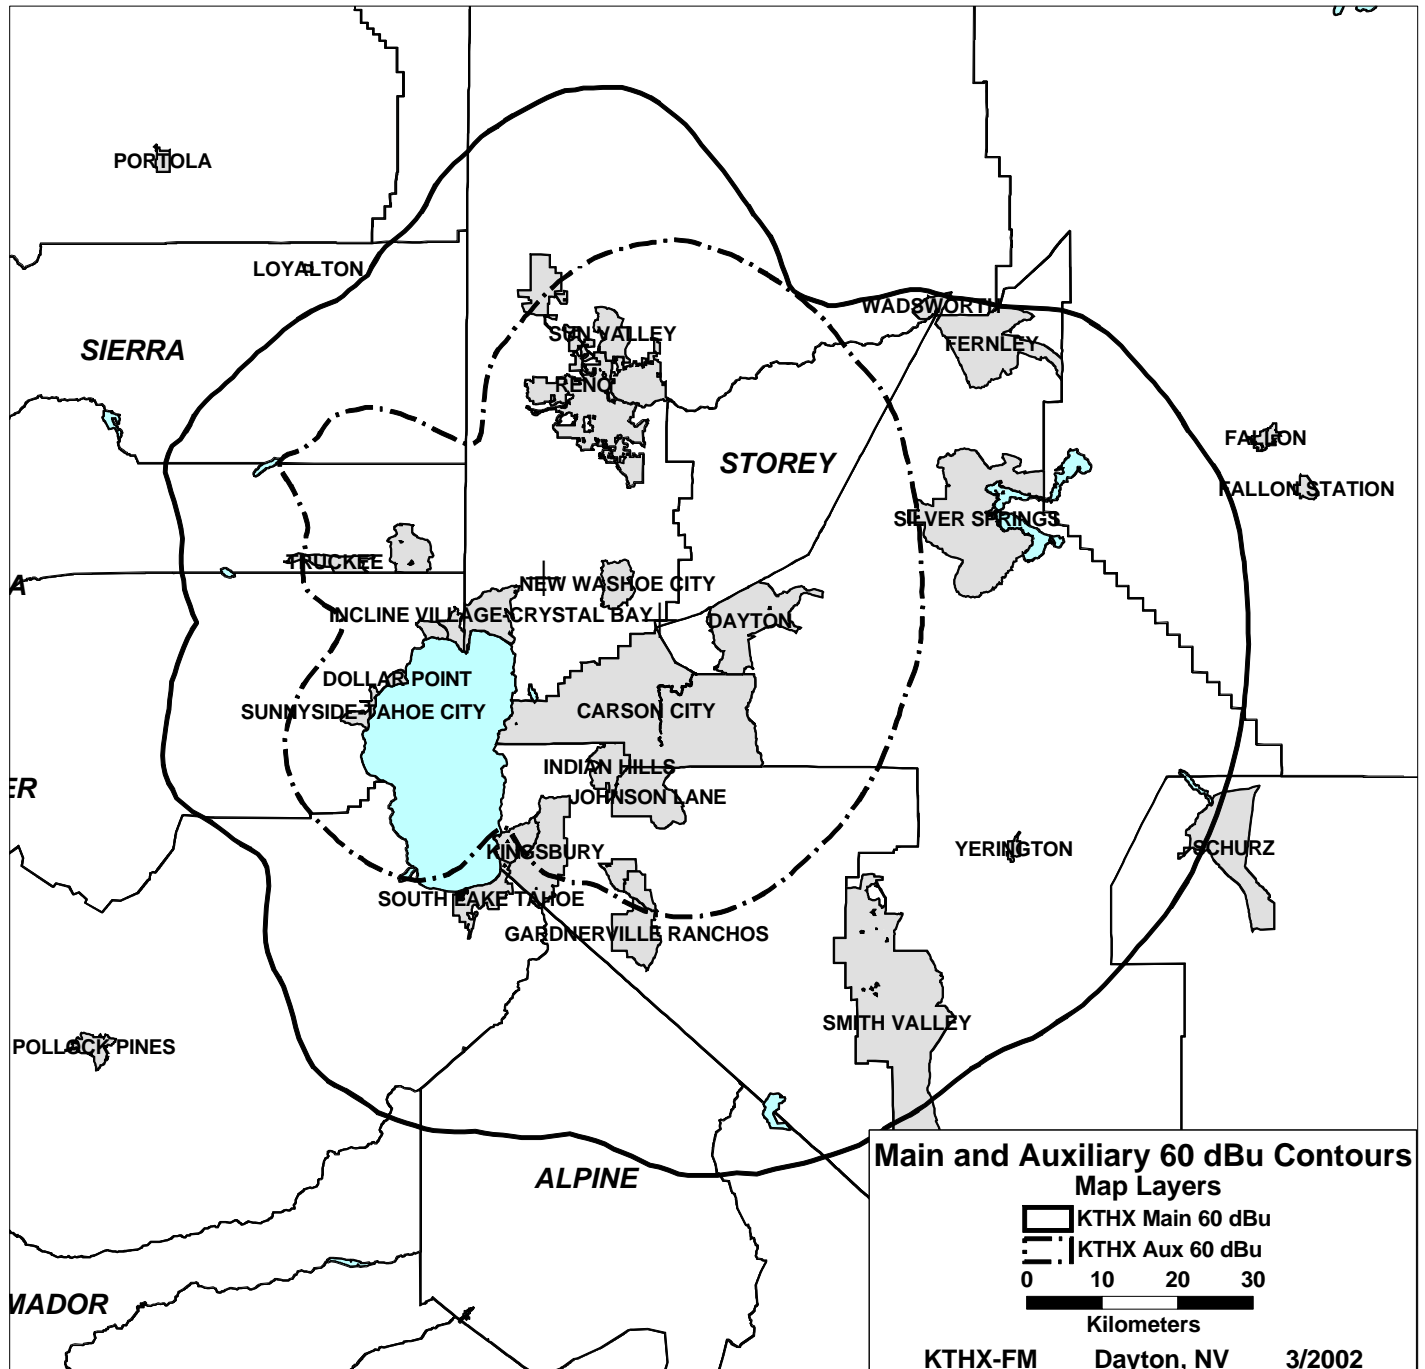 PORTOLA
LOYALTON
SIERRA
WADSWORTH
SUN VALLEY
FERNLEY
RENO
FALLON
STOREY
FALLON STATION
SILVER SPRINGS
TRUCKEE
A
NEW WASHOE CITY
INCLINE VILLAGE-CRYSTAL BAY
DAYTON
DOLLAR POINT
SUNNYSIDE-TAHOE CITY
CARSON CITY
INDIAN HILLS
ER
JOHNSON LANE
KINGSBURY
YERINGTON
SCHURZ
SOUTH LAKE TAHOE
GARDNERVILLE RANCHOS
SMITH VALLEY
POLLOCK PINES
ALPINE
MADOR
Main and Auxiliary 60 dBu Contours
Map Layers
KTHX Main 60 dBu
KTHX Aux 60 dBu
0 10 20 30
Kilometers
KTHX-FM Dayton, NV 3/2002